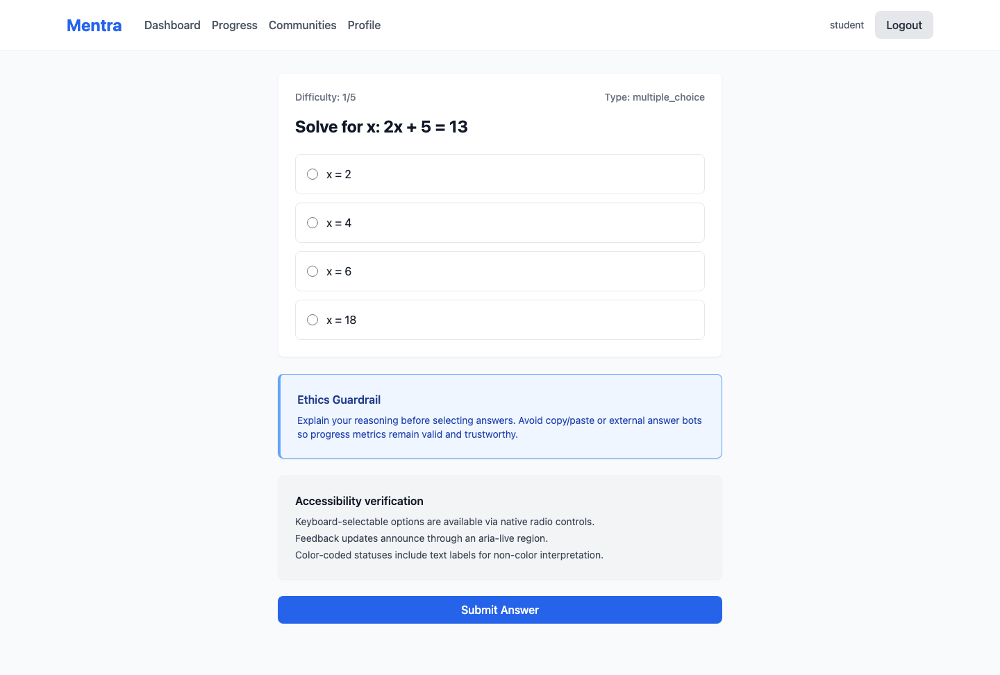 Mentra
Dashboard
Progress
Communities
Profile
student
Logout
Difficulty: 1/5
Type: multiple_choice
Solve for x: 2x + 5 = 13
x = 2
x = 4
x = 6
x = 18
Ethics Guardrail
Explain your reasoning before selecting answers. Avoid copy/paste or external answer bots
so progress metrics remain valid and trustworthy.
Accessibility verification
Keyboard-selectable options are available via native radio controls.
Feedback updates announce through an aria-live region.
Color-coded statuses include text labels for non-color interpretation.
Submit Answer